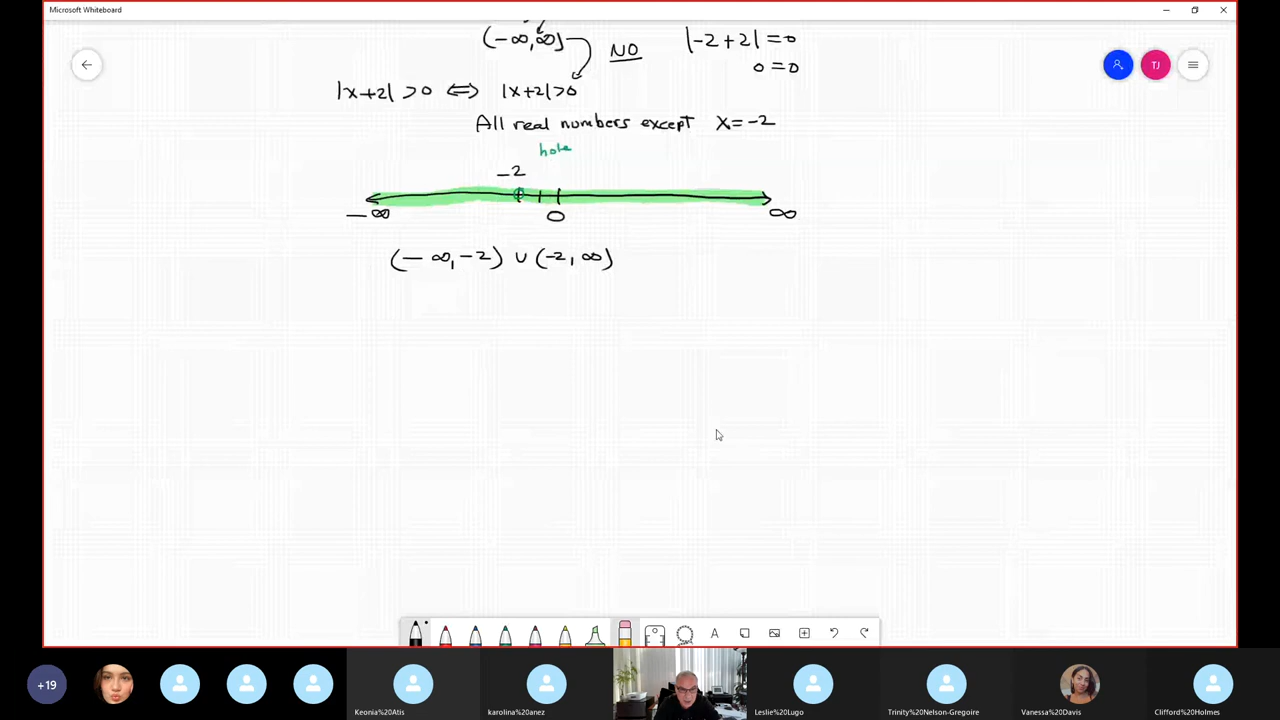 Microsoft Whiteboard
(-∞,∞)
NO
|-2+2|=0
0=0
TJ
|x+2|>0 ⟺ |x+2|>0
All real numbers except x=-2
hole
-2
-∞ 0 ∞
(-∞,-2) ∪ (-2,∞)
A
+19
Keonia%20Atis
karolina%20anez
Leslie%20Lugo
Trinity%20Nelson-Gregoire
Vanessa%20Davis
Clifford%20Holmes